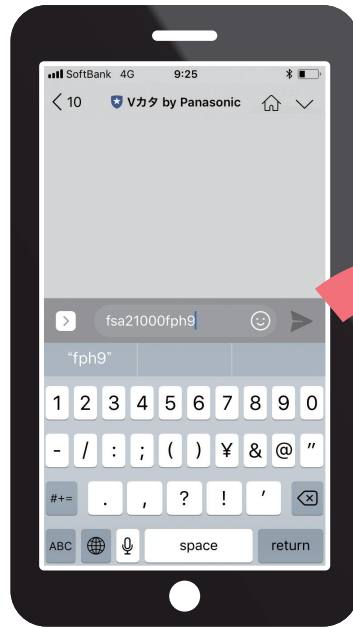 SoftBank 4G 9:25
10 Vカタ by Panasonic
fsa21000fph9
“fph9”
1 2 3 4 5 6 7 8 9 0
- / : ; ( ) ¥ & @ ”
#+= . , ? ! ’
ABC space return